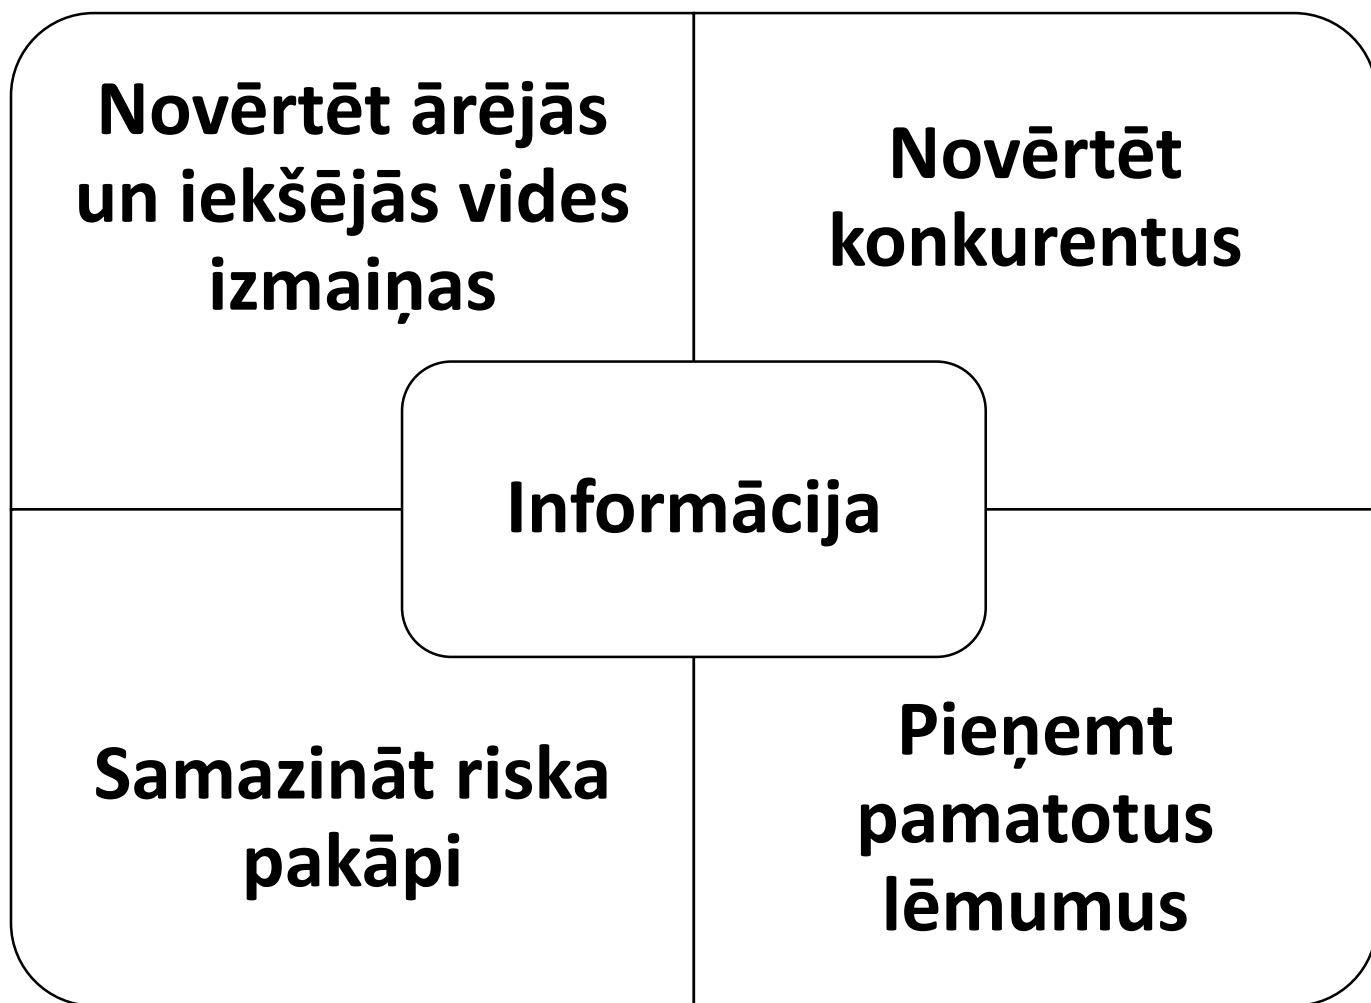 Novērtēt ārējās
un iekšējās vides
izmaiņas
Novērtēt
konkurentus
Informācija
Samazināt riska
pakāpi
Pieņemt
pamatotus
lēmumus